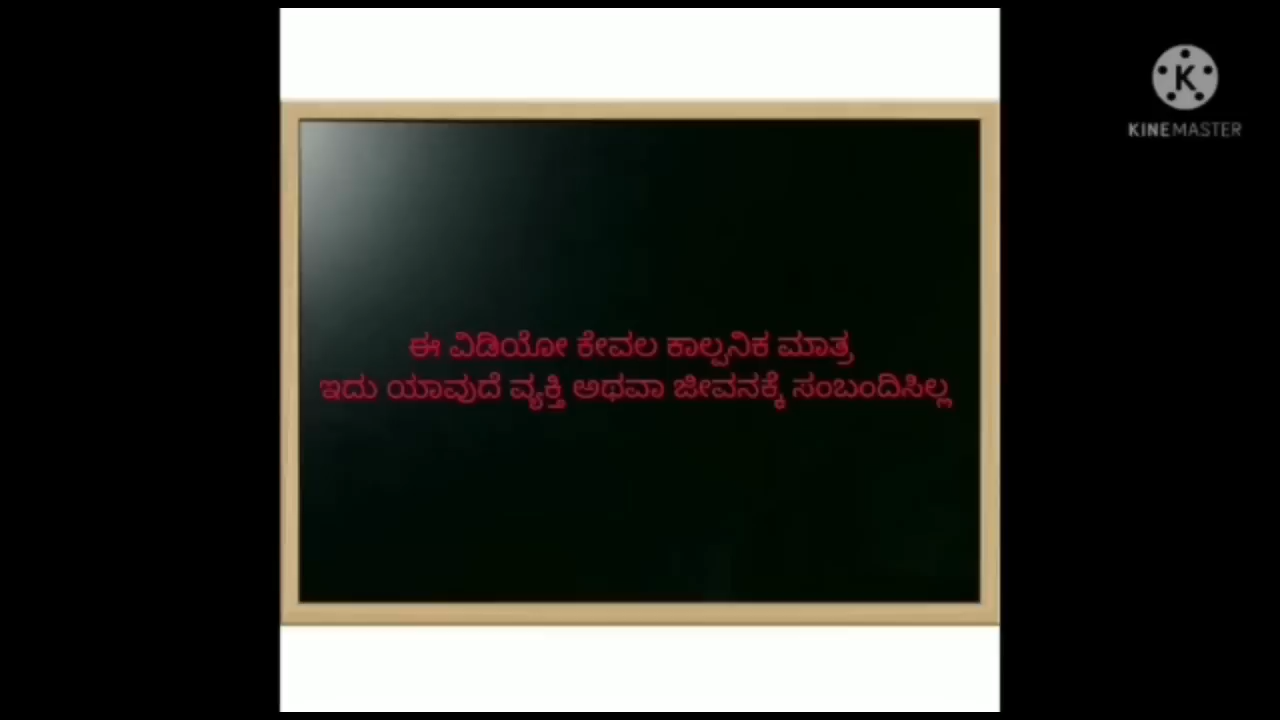 KINEMASTER
ಈ ವಿಡಿಯೋ ಕೇವಲ ಕಾಲ್ಪನಿಕ ಮಾತ್ರ
ಇದು ಯಾವುದೆ ವ್ಯಕ್ತಿ ಅಥವಾ ಜೀವನಕ್ಕೆ ಸಂಬಂದಿಸಿಲ್ಲ